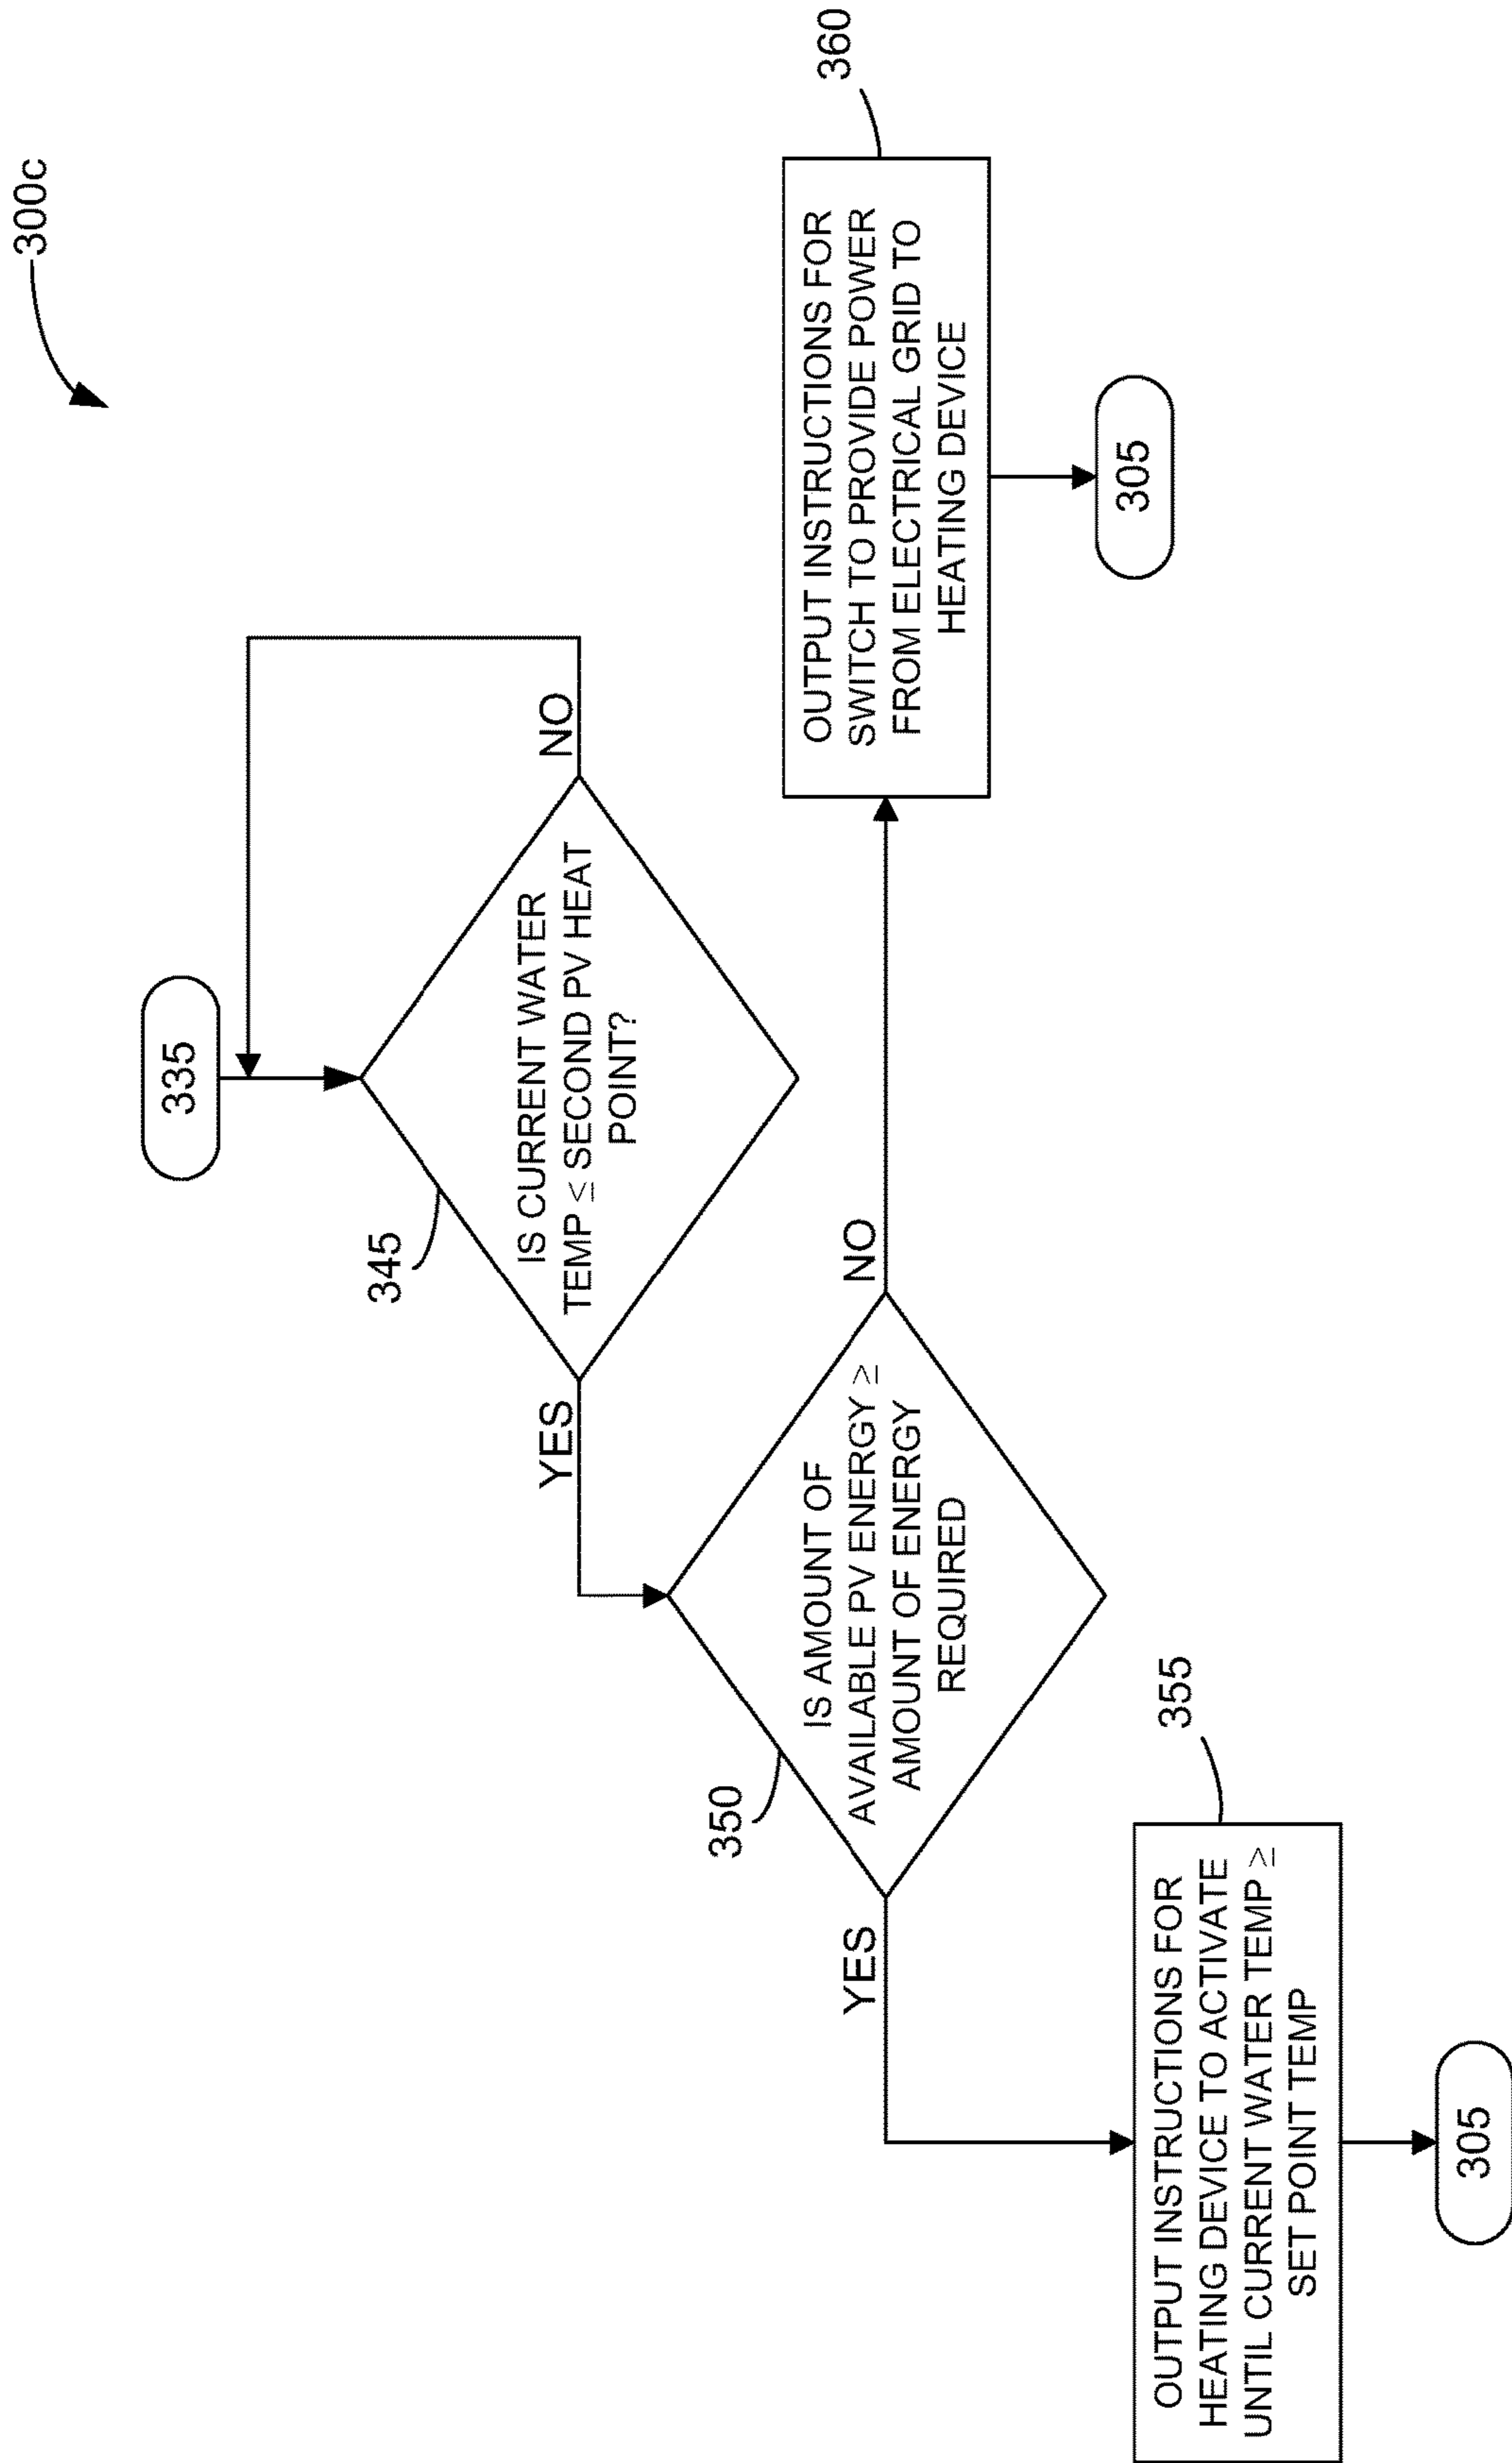 300c
335
345
IS CURRENT WATER
TEMP ≤ SECOND PV HEAT
POINT?
YES
NO
350
IS AMOUNT OF
AVAILABLE PV ENERGY ≥
AMOUNT OF ENERGY
REQUIRED
YES
NO
360
OUTPUT INSTRUCTIONS FOR
SWITCH TO PROVIDE POWER
FROM ELECTRICAL GRID TO
HEATING DEVICE
305
355
OUTPUT INSTRUCTIONS FOR
HEATING DEVICE TO ACTIVATE
UNTIL CURRENT WATER TEMP ≥
SET POINT TEMP
305